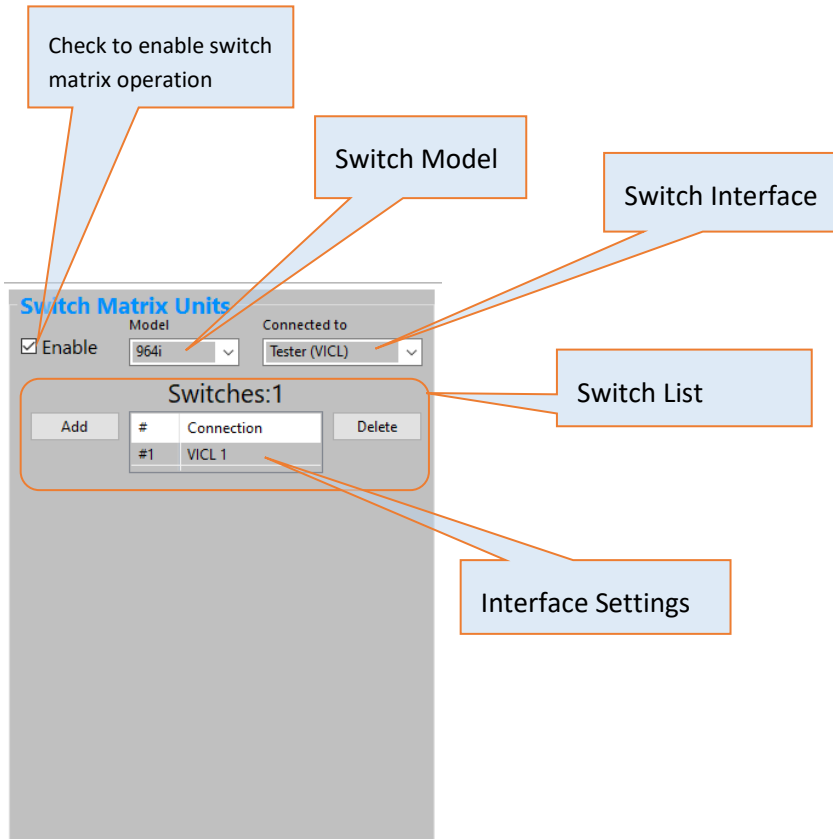 Check to enable switch
matrix operation
Switch Model
Switch Interface
Switch Matrix Units
Model
Connected to
Enable
964i
Tester (VICL)
Switches:1
Switch List
Add
# Connection
Delete
#1 VICL 1
Interface Settings